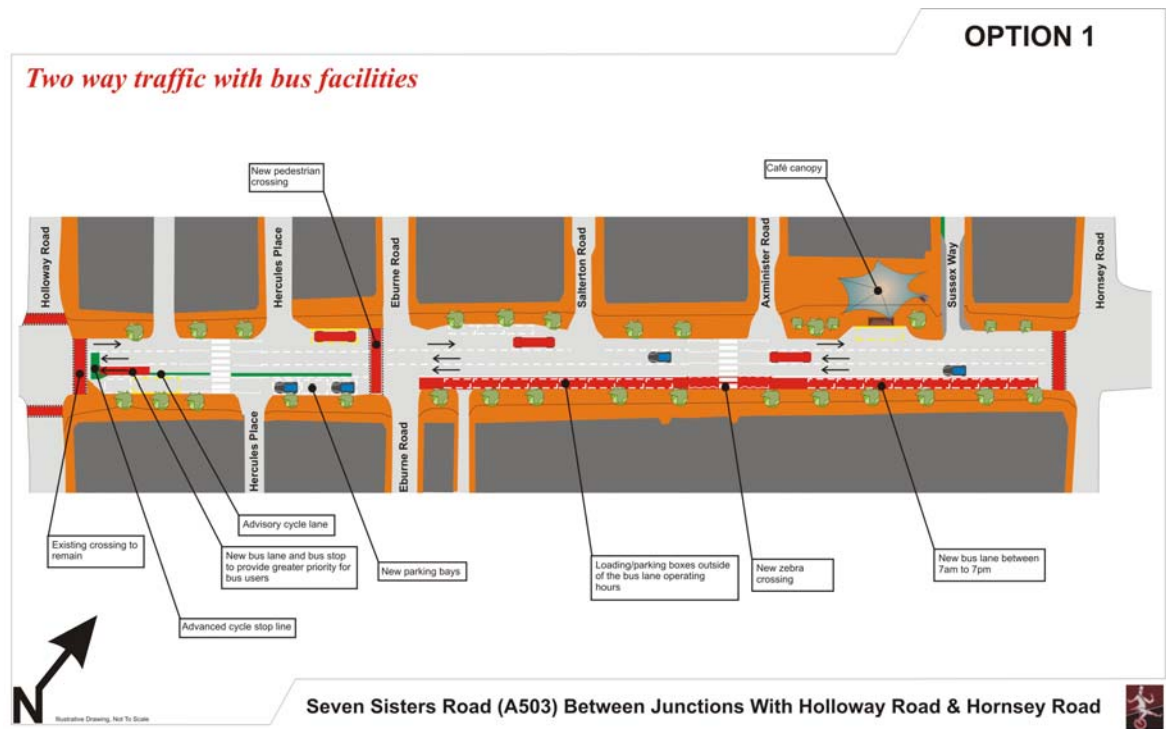 OPTION 1
Two way traffic with bus facilities
New pedestrian
crossing
Café canopy
Holloway Road
Hercules Place
Eburne Road
Salterton Road
Axminister Road
Sussex Way
Hornsey Road
Hercules Place
Eburne Road
Existing crossing to
remain
Advisory cycle lane
New bus lane and bus stop
to provide greater priority for
bus users
Advanced cycle stop line
New parking bays
Loading/parking boxes outside
of the bus lane operating
hours
New zebra
crossing
New bus lane between
7am to 7pm
N
Illustrative Drawing, Not To Scale
Seven Sisters Road (A503) Between Junctions With Holloway Road & Hornsey Road